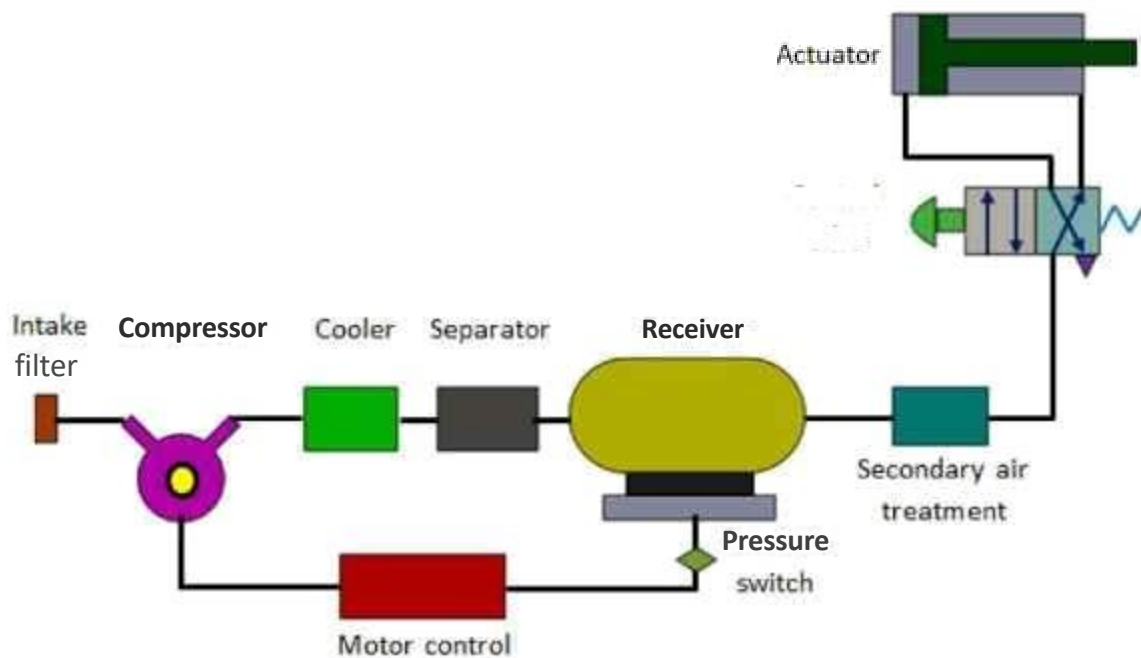 Actuator
Intake
filter
Compressor
Cooler
Separator
Receiver
Secondary air
treatment
Pressure
switch
Motor control